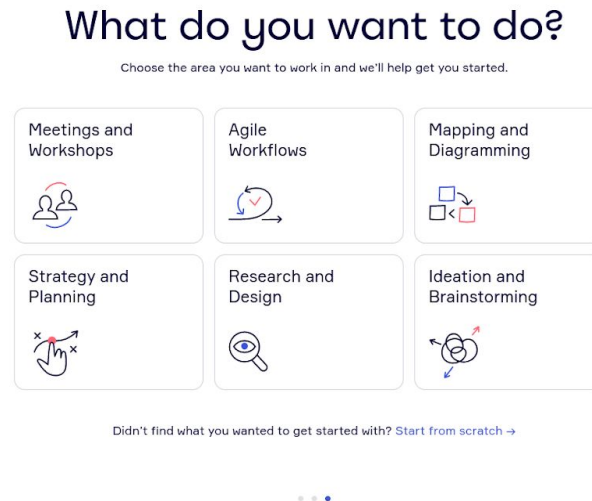 What do you want to do?
Choose the area you want to work in and we'll help get you started.
Meetings and
Workshops
Agile
Workflows
Mapping and
Diagramming
Strategy and
Planning
Research and
Design
Ideation and
Brainstorming
Didn't find what you wanted to get started with? Start from scratch →